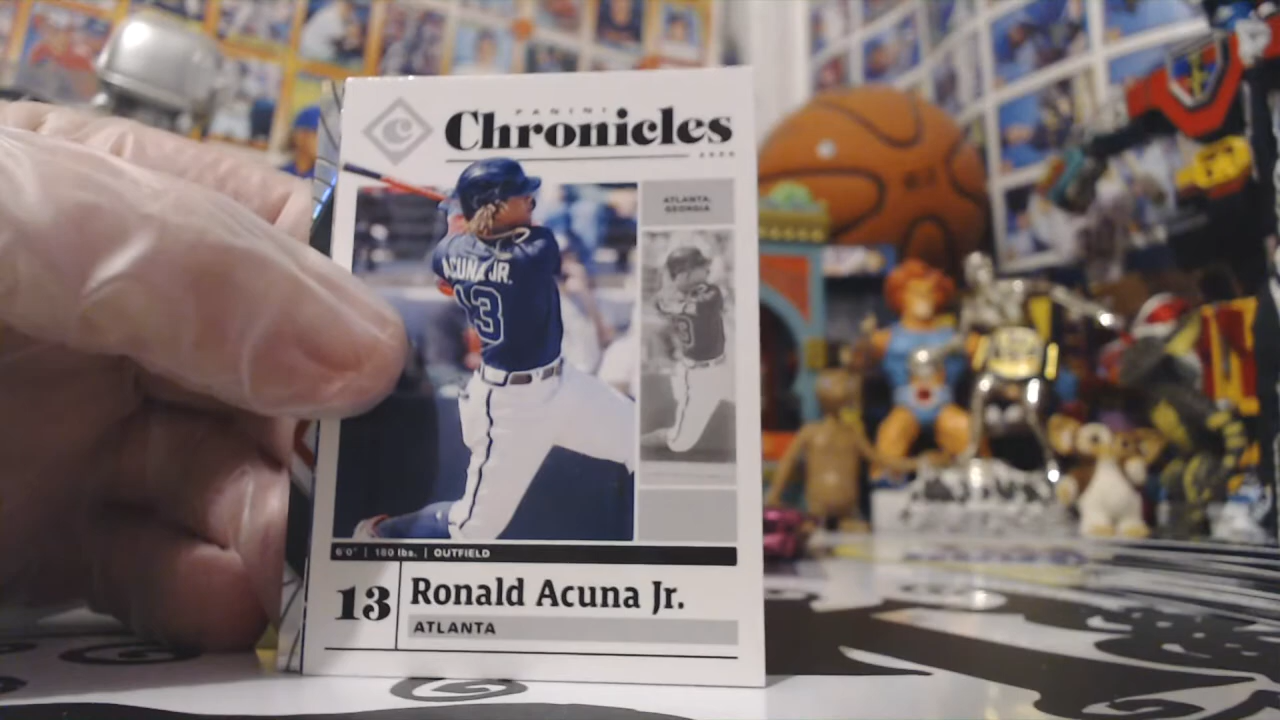 PANINI
Chronicles
ATLANTA,
GEORGIA
ACUNA JR.
13
6'0" | 180 lbs. | OUTFIELD
13
Ronald Acuna Jr.
ATLANTA